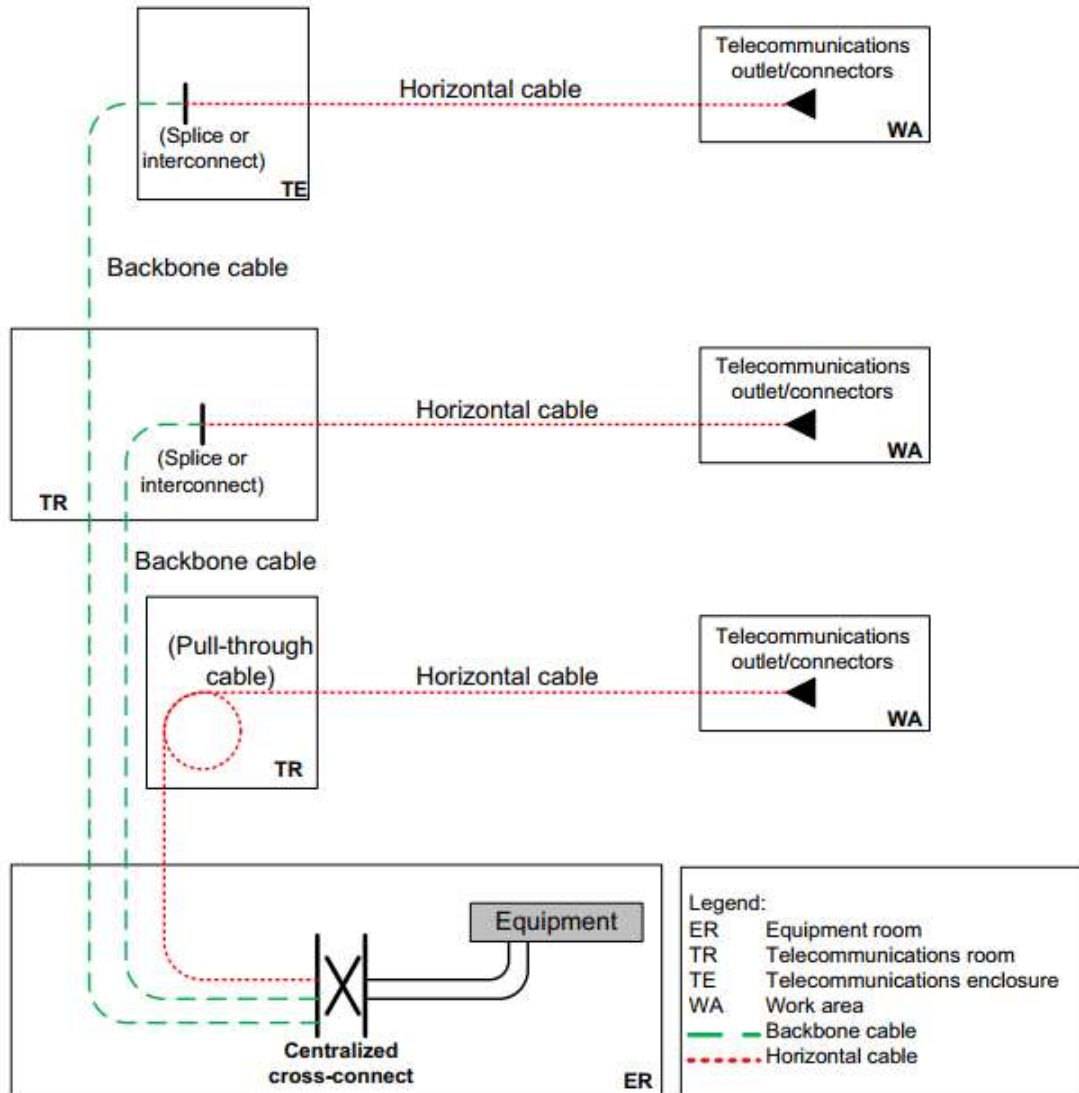 Telecommunications
outlet/connectors
WA
Horizontal cable
(Splice or
interconnect)
TE
Backbone cable
Telecommunications
outlet/connectors
WA
Horizontal cable
(Splice or
interconnect)
TR
Backbone cable
Telecommunications
outlet/connectors
WA
(Pull-through
cable)
Horizontal cable
TR
Equipment
Centralized
cross-connect
ER
Legend:
ER Equipment room
TR Telecommunications room
TE Telecommunications enclosure
WA Work area
Backbone cable
Horizontal cable